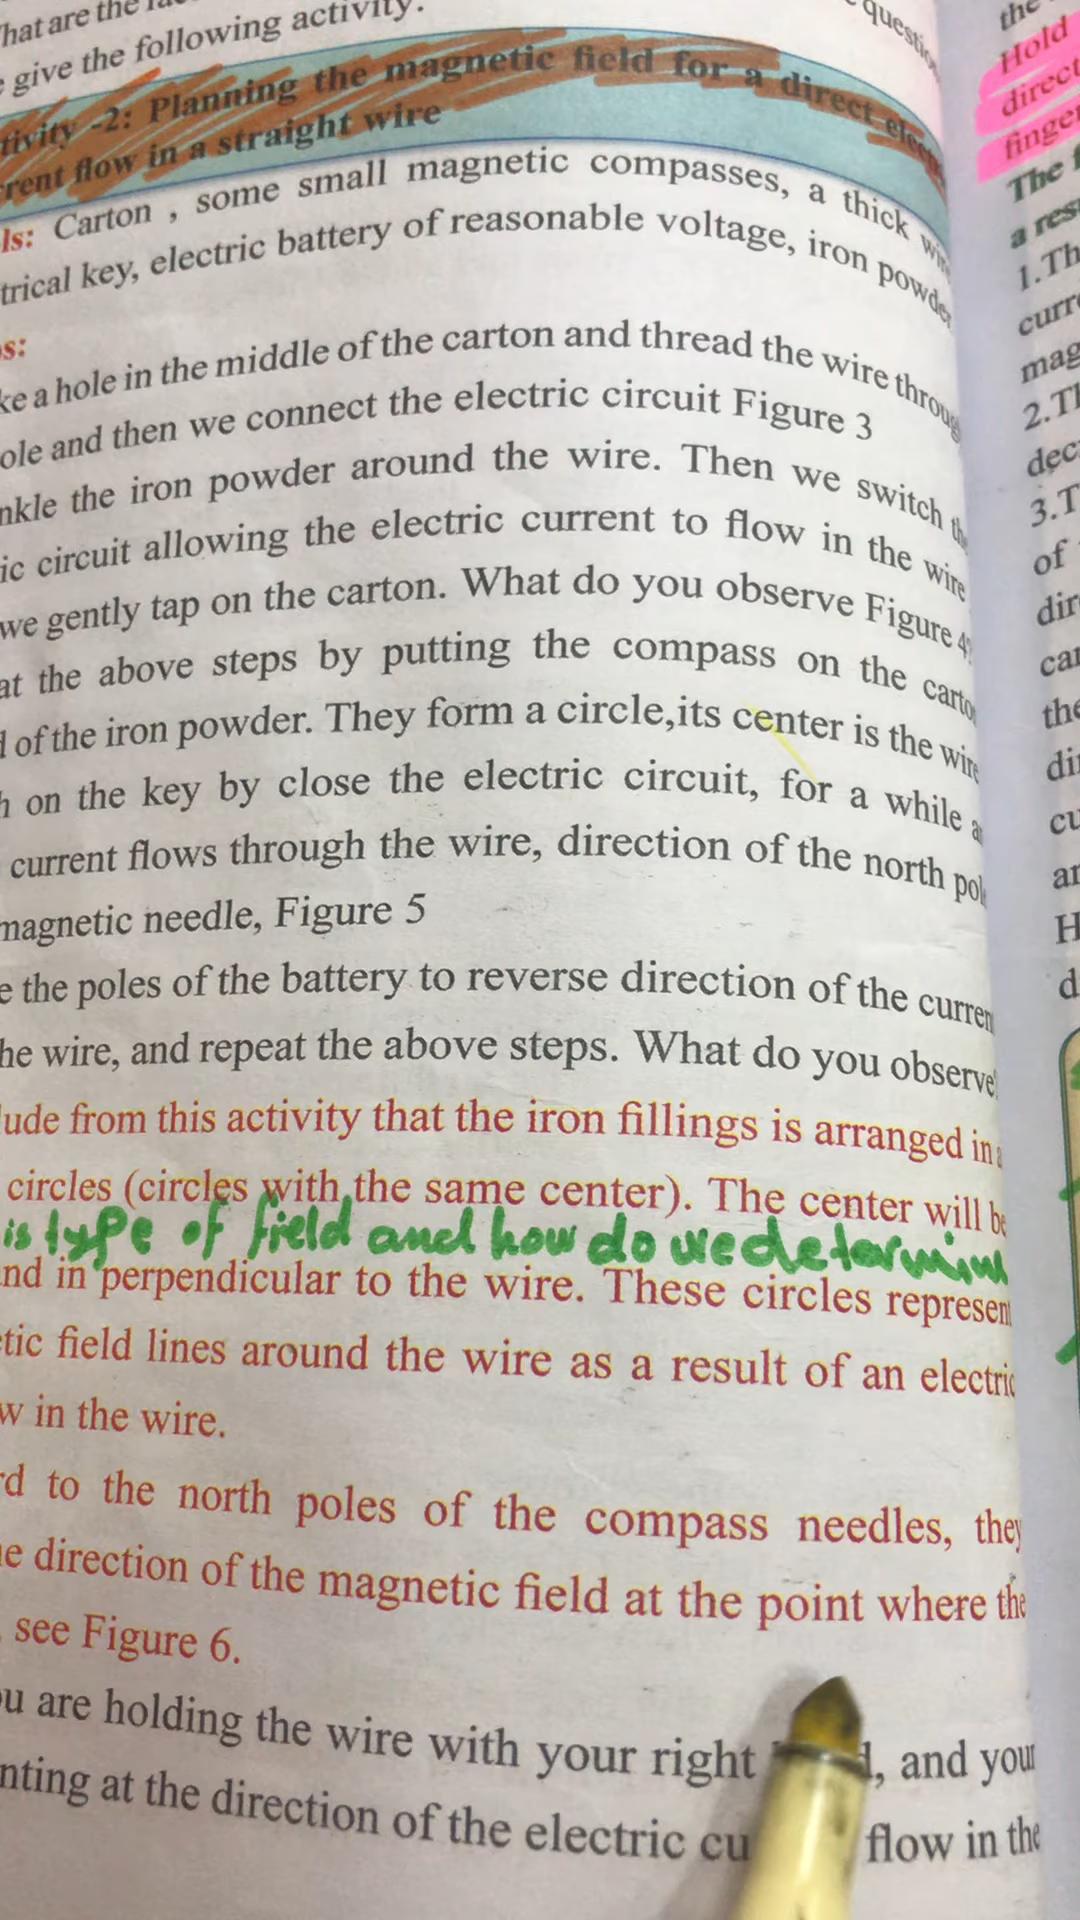 What are the
give the following activity.
tivity -2: Planning the magnetic field for a direct elec
rent flow in a straight wire
ls: Carton , some small magnetic compasses, a thick wir
trical key, electric battery of reasonable voltage, iron powder
s:
ke a hole in the middle of the carton and thread the wire throug
ole and then we connect the electric circuit Figure 3
nkle the iron powder around the wire. Then we switch the
ic circuit allowing the electric current to flow in the wire
we gently tap on the carton. What do you observe Figure 4?
at the above steps by putting the compass on the carto
d of the iron powder. They form a circle,its center is the wire
h on the key by close the electric circuit, for a while a
current flows through the wire, direction of the north pole
magnetic needle, Figure 5
e the poles of the battery to reverse direction of the curren
he wire, and repeat the above steps. What do you observe?
lude from this activity that the iron fillings is arranged in a
circles (circles with the same center). The center will be
is type of field and how do we determine
nd in perpendicular to the wire. These circles represent
tic field lines around the wire as a result of an electric
w in the wire.
rd to the north poles of the compass needles, they
e direction of the magnetic field at the point where the
see Figure 6.
ou are holding the wire with your right , and your
nting at the direction of the electric cu flow in the
questio
the
Hold
direct
finger
The f
a res
1.Th
curre
mag
2.Th
dec
3.T
of
dir
car
the
di
cu
ar
H
d